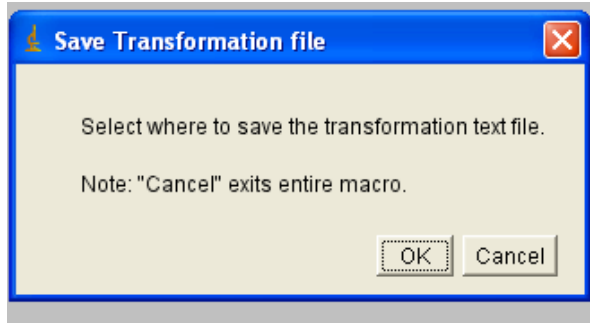 Save Transformation file
Select where to save the transformation text file.
Note: "Cancel" exits entire macro.
OK Cancel